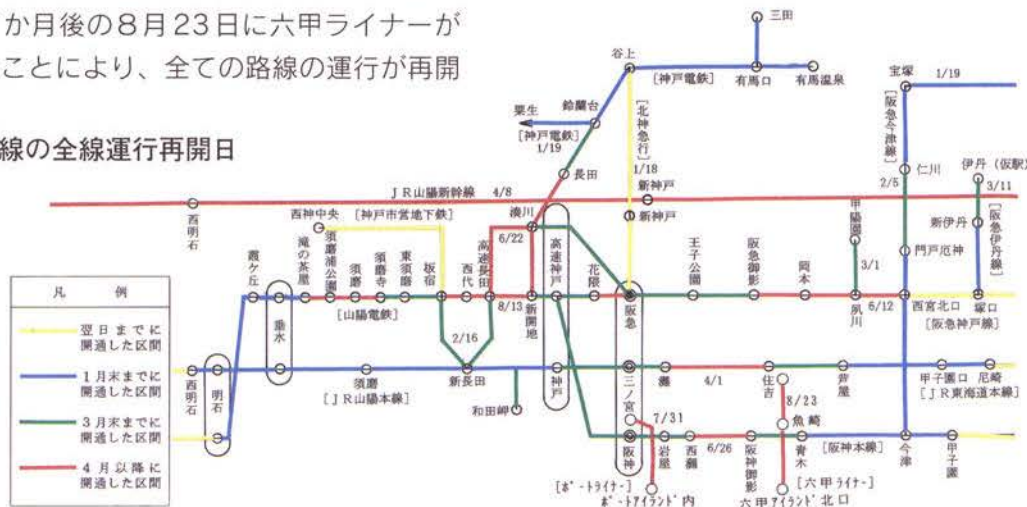 か月後の8月23日に六甲ライナーが
ことにより、全ての路線の運行が再開
線の全線運行再開日
三田
谷上
[神戸電鉄]
有馬口
有馬温泉
宝塚
1/19
粟生
鈴蘭台
[神戸電鉄]
1/19
[北神急行]
1/18
[阪急今津線]
2/5
仁川
伊丹(仮駅)
3/11
長田
JR山陽新幹線
4/8
新神戸
西明石
西神中央
[神戸市営地下鉄]
湊川
6/22
新神戸
甲陽園
新伊丹
[阪急伊丹線]
門戸厄神
霞ケ丘
滝の茶屋
須磨浦公園
須磨
須磨寺
東須磨
板宿
西代
高速長田
高速神戸
花隈
王子公園
阪急御影
岡本
3/1
垂水
[山陽電鉄]
8/13
新開地
阪急
夙川
6/12
西宮北口
塚口
[阪急神戸線]
2/16
凡例
翌日までに
開通した区間
1月末までに
開通した区間
3月末までに
開通した区間
4月以降に
開通した区間
西明石
明石
須磨
[JR山陽本線]
新長田
和田岬
神戸
三ノ宮
灘
4/1
住吉
芦屋
甲子園口
尼崎
[JR東海道本線]
8/23
魚崎
7/31
阪神
岩屋
西灘
6/26
阪神御影
青木
[阪神本線]
今津
甲子園
[ポートライナー]
ポートアイランド内
[六甲ライナー]
六甲アイランド北口